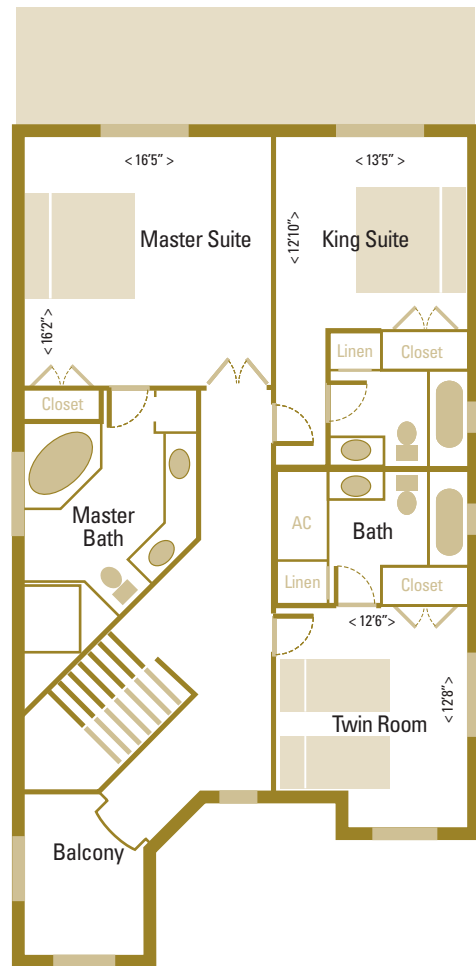 < 16'5" >
< 13'5" >
Master Suite
< 12'10">
King Suite
< 16'2">
Linen
Closet
Closet
Master
Bath
AC
Bath
Linen
Closet
< 12'6">
< 12'8">
Twin Room
Balcony